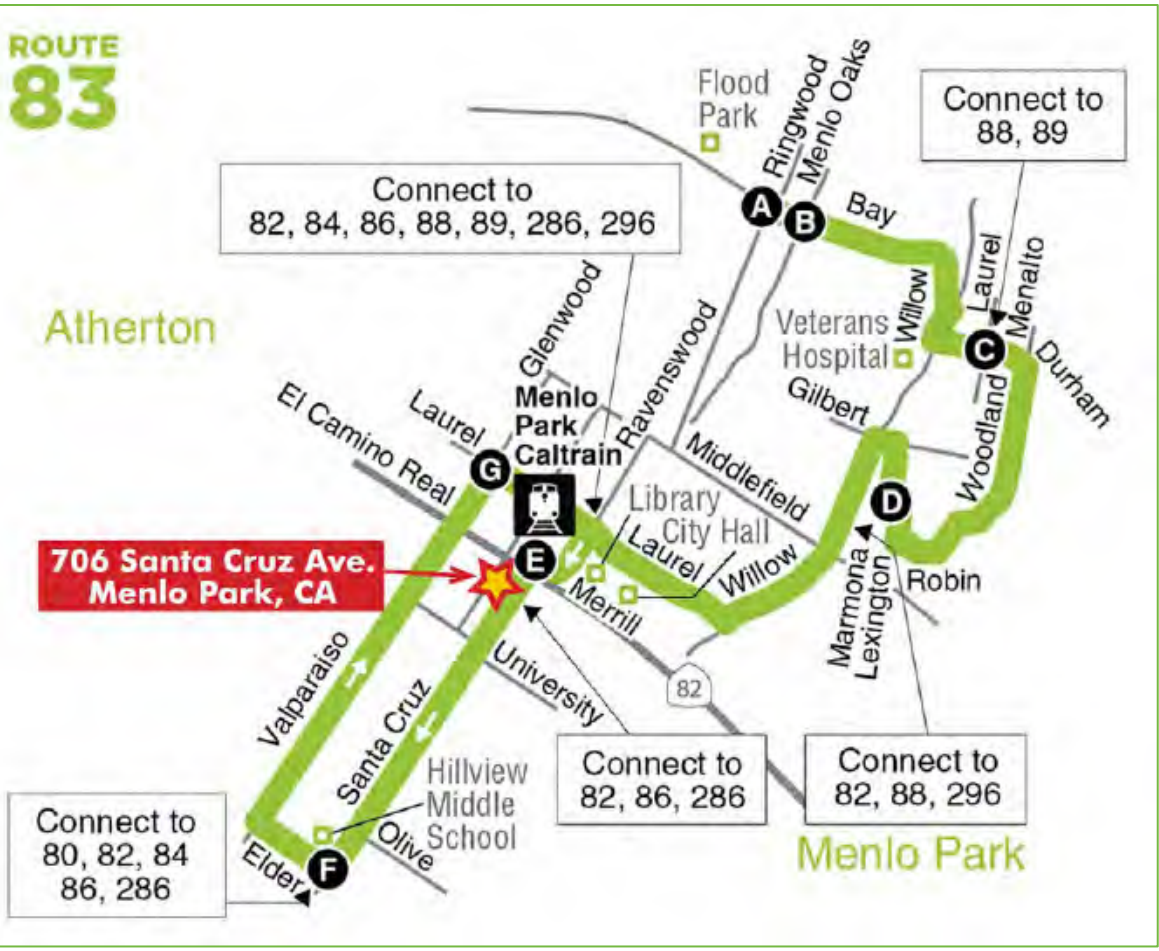 ROUTE
83
Flood
Park
Ringwood
Menlo Oaks
Connect to
88, 89
Connect to
82, 84, 86, 88, 89, 286, 296
A
B
Bay
Laurel
Menalto
Atherton
Glenwood
Ravenswood
Veterans
Hospital
Willow
C
Durham
El Camino Real
Laurel
Menlo
Park
Caltrain
Gilbert
Woodland
G
Middlefield
D
Library
City Hall
706 Santa Cruz Ave.
Menlo Park, CA
E
Laurel
Willow
Merrill
Marmona
Lexington
Robin
Valparaiso
Santa Cruz
University
82
Hillview
Middle
School
Connect to
82, 86, 286
Connect to
82, 88, 296
Connect to
80, 82, 84
86, 286
Elder
F
Olive
Menlo Park